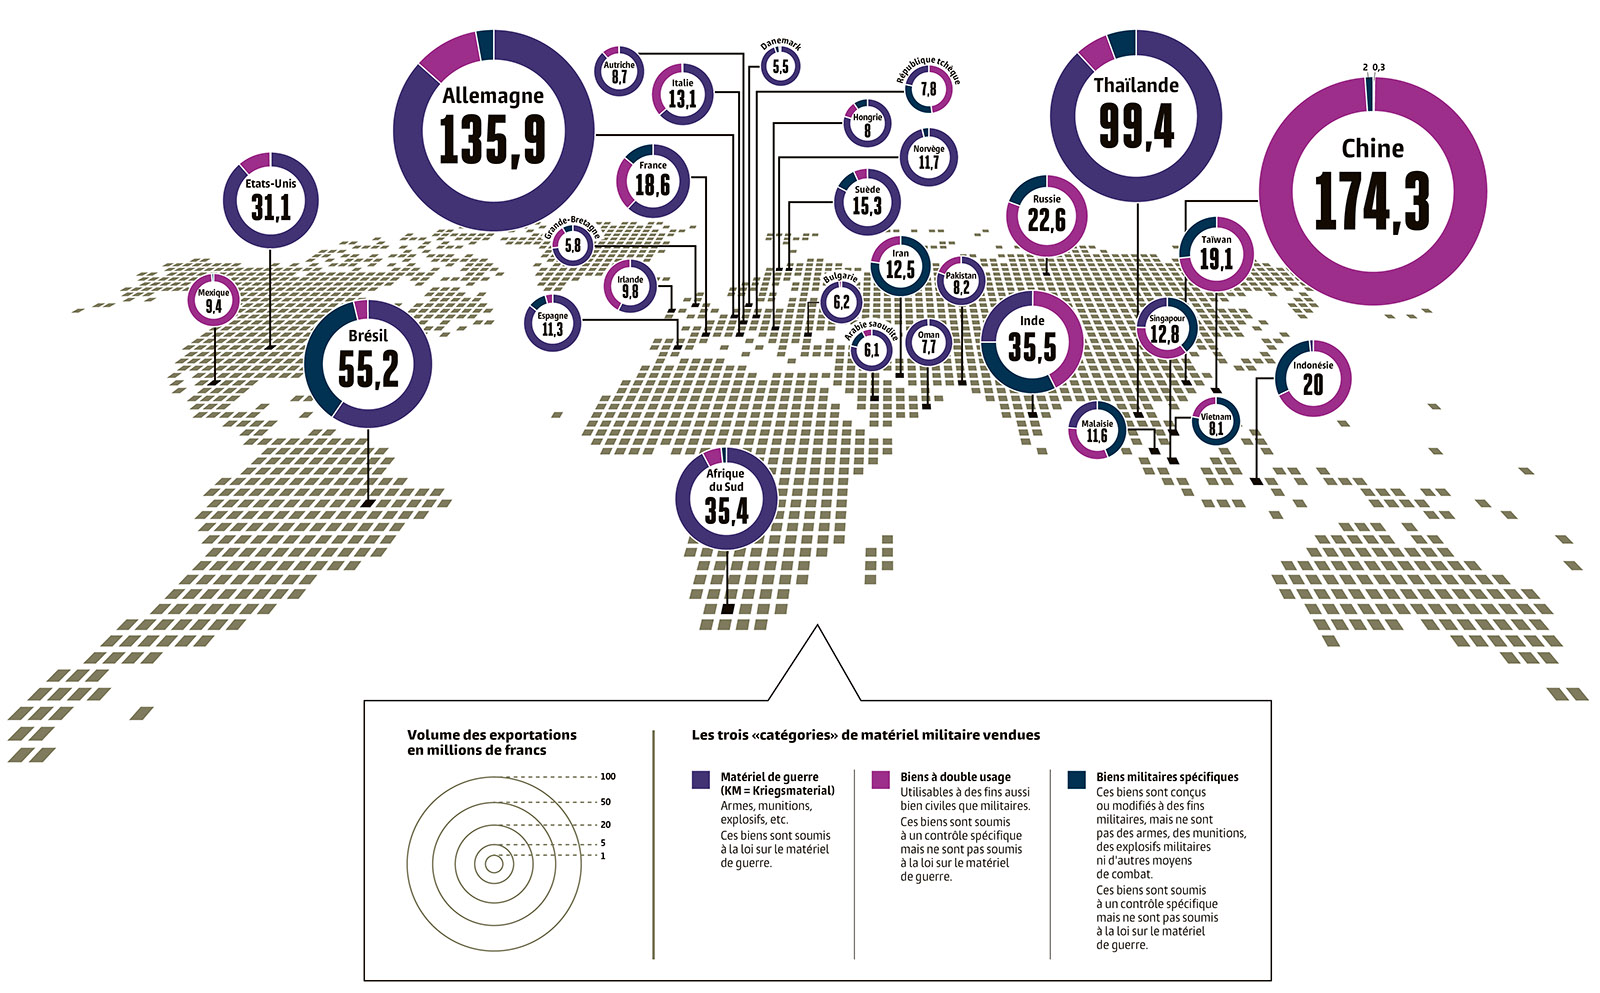 Allemagne
135,9
Autriche
8,7
Italie
13,1
Danemark
5,5
République tchèque
7,8
Hongrie
8
Norvège
11,7
Thaïlande
99,4
2 0,3
Chine
174,3
Etats-Unis
31,1
France
18,6
Suède
15,3
Russie
22,6
Grande-Bretagne
5,8
Iran
12,5
Taïwan
19,1
Mexique
9,4
Irlande
9,8
Bulgarie
6,2
Pakistan
8,2
Brésil
55,2
Espagne
11,3
Arabie saoudite
6,1
Oman
7,7
Inde
35,5
Singapour
12,8
Indonésie
20
Malaisie
11,6
Vietnam
8,1
Afrique
du Sud
35,4
Volume des exportations
en millions de francs
100
50
20
5
1
Les trois «catégories» de matériel militaire vendues
Matériel de guerre
(KM = Kriegsmaterial)
Armes, munitions,
explosifs, etc.
Ces biens sont soumis
à la loi sur le matériel
de guerre.
Biens à double usage
Utilisables à des fins aussi
bien civiles que militaires.
Ces biens sont soumis
à un contrôle spécifique
mais ne sont pas soumis
à la loi sur le matériel
de guerre.
Biens militaires spécifiques
Ces biens sont conçus
ou modifiés à des fins
militaires, mais ne sont
pas des armes, des munitions,
des explosifs militaires
ni d'autres moyens
de combat.
Ces biens sont soumis
à un contrôle spécifique
mais ne sont pas soumis
à la loi sur le matériel
de guerre.